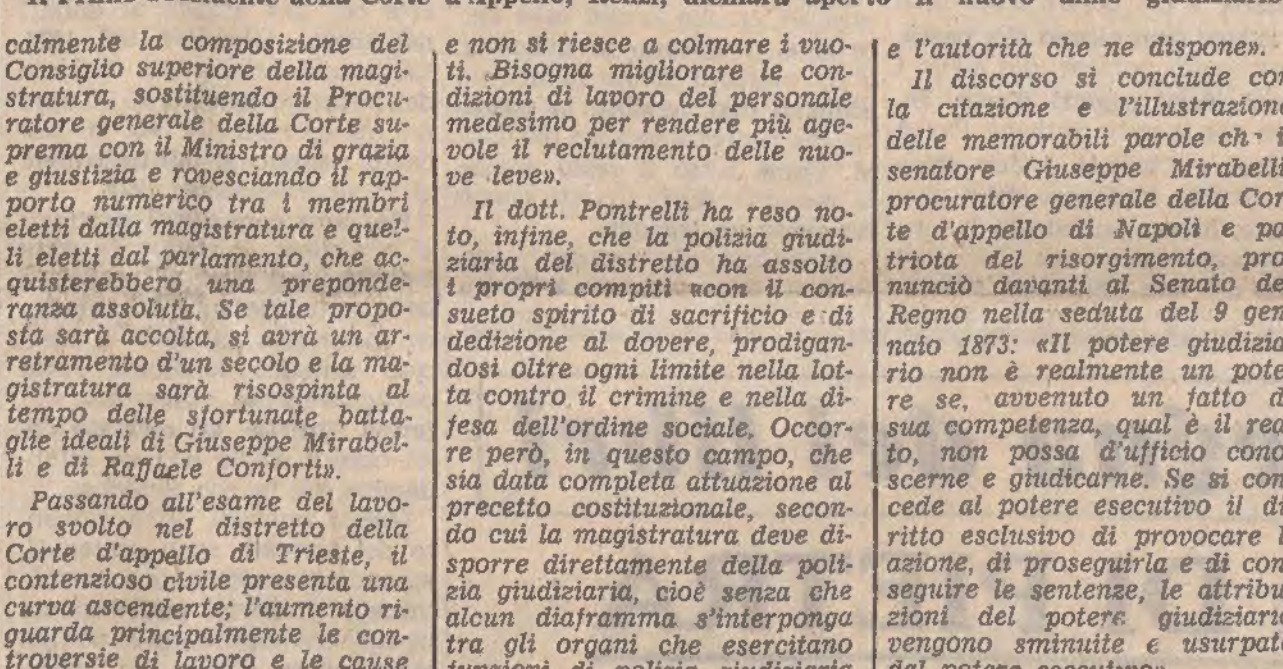 dichiara aperto il nuovo anno
calmente la composizione del
Consiglio superiore della magi-
stratura, sostituendo il Procu-
ratore generale della Corte su-
prema con il Ministro di grazia
e giustizia e rovesciando il rap-
porto numerico tra i membri
eletti dalla magistratura e quel-
li eletti dal parlamento, che ac-
quisterebbero una preponde-
ranza assoluta. Se tale propo-
sta sarà accolta, si avrà un ar-
retramento d'un secolo e la ma-
gistratura sarà risospinta al
tempo delle sfortunate batta-
glie ideali di Giuseppe Mirabel-
li e di Raffaele Conforti».
Passando all'esame del lavo-
ro svolto nel distretto della
Corte d'appello di Trieste, il
contenzioso civile presenta una
curva ascendente; l'aumento ri-
guarda principalmente le con-
troversie di lavoro e le cause
e non si riesce a colmare i vuo-
ti. Bisogna migliorare le con-
dizioni di lavoro del personale
medesimo per rendere più age-
vole il reclutamento delle nuo-
ve leve».
Il dott. Pontrelli ha reso no-
to, infine, che la polizia giudi-
ziaria del distretto ha assolto
i propri compiti «con il con-
sueto spirito di sacrificio e di
dedizione al dovere, prodigan-
dosi oltre ogni limite nella lot-
ta contro il crimine e nella di-
fesa dell'ordine sociale. Occor-
re però, in questo campo, che
sia data completa attuazione al
precetto costituzionale, secon-
do cui la magistratura deve di-
sporre direttamente della poli-
zia giudiziaria, cioè senza che
alcun diaframma s'interponga
tra gli organi che esercitano
funzioni di polizia giudiziaria
e l'autorità che ne dispone».
Il discorso si conclude con
la citazione e l'illustrazione
delle memorabili parole ch
senatore Giuseppe Mirabelli
procuratore generale della Cor
te d'appello di Napoli e pa
triota del risorgimento, pro
nunciò davanti al Senato de
Regno nella seduta del 9 gen
naio 1873: «Il potere giudizia
rio non è realmente un pote
re se, avvenuto un fatto d
sua competenza, qual è il rea
to, non possa d'ufficio cono
scerne e giudicarne. Se si con
cede al potere esecutivo il di
ritto esclusivo di provocare l
azione, di proseguirla e di con
seguire le sentenze, le attribu
zioni del potere giudiziario
vengono sminuite e usurpat
dal potere esecutivo